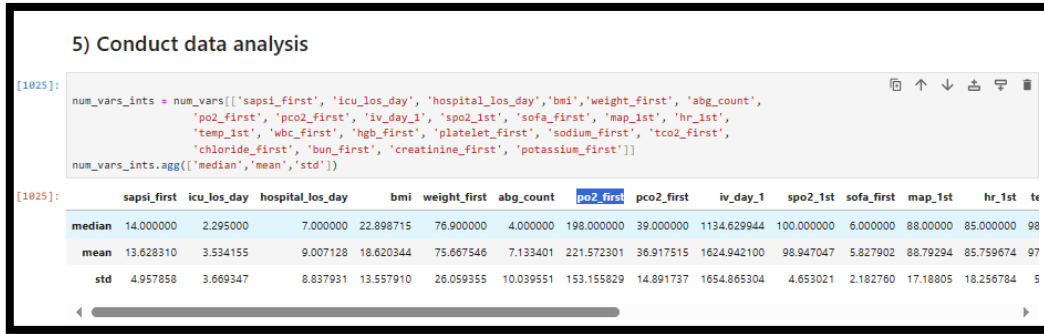 5) Conduct data analysis
[1025]:
num_vars_ints = num_vars[['sapsi_first', 'icu_los_day', 'hospital_los_day','bmi','weight_first', 'abg_count',
'po2_first', 'pco2_first', 'iv_day_1', 'spo2_1st', 'sofa_first', 'map_1st', 'hr_1st',
'temp_1st', 'wbc_first', 'hgb_first', 'platelet_first', 'sodium_first', 'tco2_first',
'chloride_first', 'bun_first', 'creatinine_first', 'potassium_first']]
num_vars_ints.agg(['median','mean','std'])
[1025]:
sapsi_first icu_los_day hospital_los_day bmi weight_first abg_count po2_first pco2_first iv_day_1 spo2_1st sofa_first map_1st hr_1st te
median 14.000000 2.295000 7.000000 22.898715 76.900000 4.000000 198.000000 39.000000 1134.629944 100.000000 6.000000 88.00000 85.000000 98
mean 13.628310 3.534155 9.007128 18.620344 75.667546 7.133401 221.572301 36.917515 1624.942100 98.947047 5.827902 88.79294 85.759674 97
std 4.957858 3.669347 8.837931 13.557910 26.059355 10.039551 153.155829 14.891737 1654.865304 4.653021 2.182760 17.18805 18.256784 5